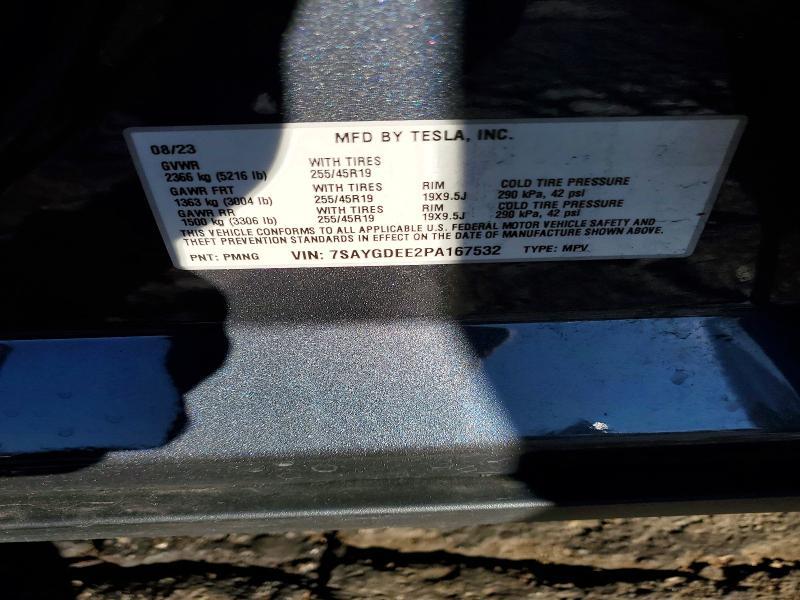 MFD BY TESLA, INC.
08/23
GVWR WITH TIRES
2366 kg (5216 lb) 255/45R19
GAWR FRT WITH TIRES RIM COLD TIRE PRESSURE
1363 kg (3004 lb) 255/45R19 19X9.5J 290 kPa, 42 psi
GAWR RR WITH TIRES RIM COLD TIRE PRESSURE
1500 kg (3306 lb) 255/45R19 19X9.5J 290 kPa, 42 psi
THIS VEHICLE CONFORMS TO ALL APPLICABLE U.S. FEDERAL MOTOR VEHICLE SAFETY AND
THEFT PREVENTION STANDARDS IN EFFECT ON THE DATE OF MANUFACTURE SHOWN ABOVE.
PNT: PMNG VIN: 7SAYGDEE2PA167532 TYPE: MPV